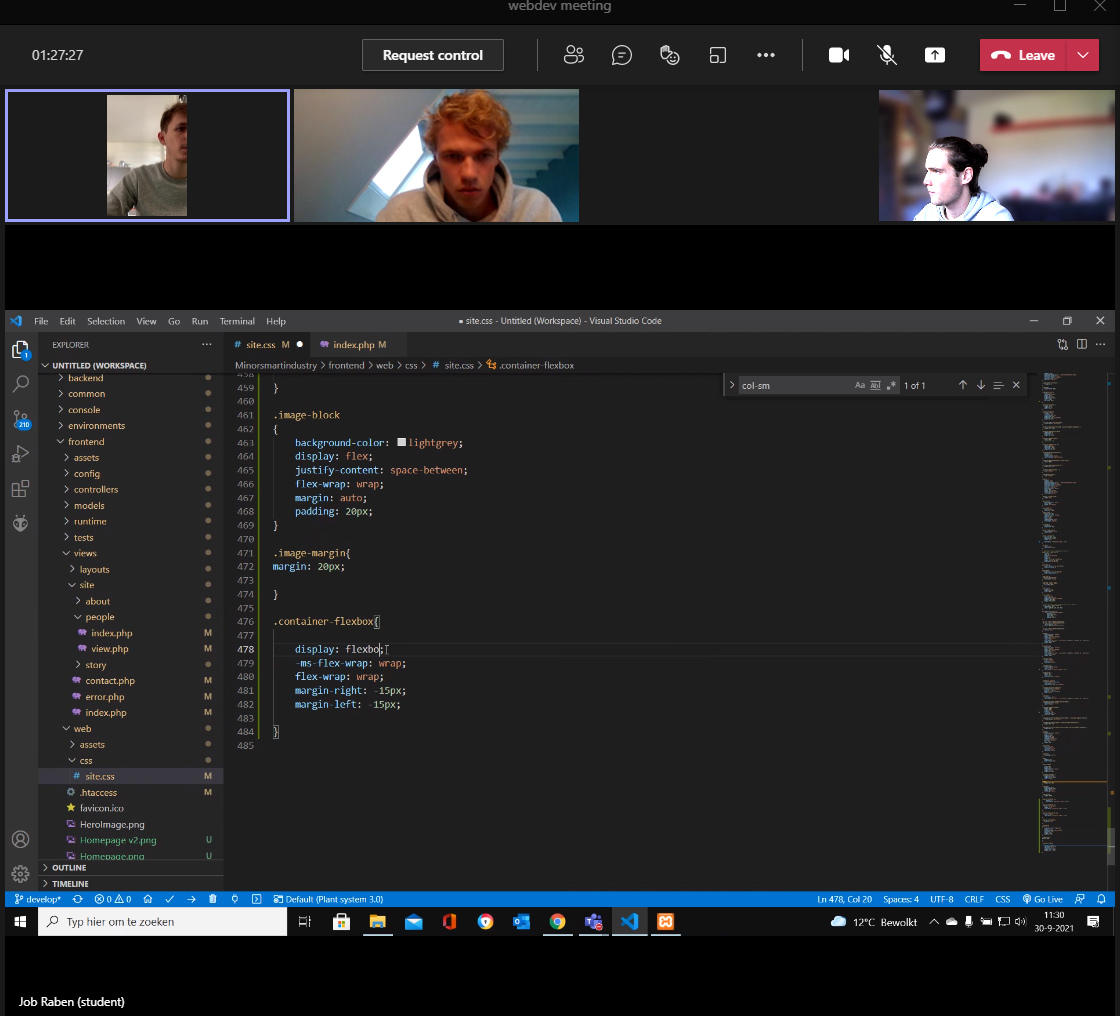 webdev meeting
01:27:27
Request control
Leave
File Edit Selection View Go Run Terminal Help
● site.css - Untitled (Workspace) - Visual Studio Code
EXPLORER
UNTITLED (WORKSPACE)
backend
common
console
environments
frontend
assets
config
controllers
models
runtime
tests
views
layouts
site
about
people
index.php M
view.php M
story
contact.php M
error.php M
index.php M
web
assets
css
# site.css M
.htaccess M
favicon.ico
HeroImage.png
Homepage v2.png U
Homepage.png U
OUTLINE
TIMELINE
1
210
# site.css M ●
index.php M
Minorsmartindustry > frontend > web > css > # site.css > .container-flexbox
col-sm
Aa Abl .*
1 of 1
458
459 }
460
461 .image-block
462 {
463 background-color: lightgrey;
464 display: flex;
465 justify-content: space-between;
466 flex-wrap: wrap;
467 margin: auto;
468 padding: 20px;
469 }
470
471 .image-margin{
472 margin: 20px;
473
474 }
475
476 .container-flexbox{
477
478 display: flexbo;
479 -ms-flex-wrap: wrap;
480 flex-wrap: wrap;
481 margin-right: -15px;
482 margin-left: -15px;
483
484 }
485
develop* 0 0 Default (Plant system 3.0) Ln 478, Col 20 Spaces: 4 UTF-8 CRLF CSS Go Live
Typ hier om te zoeken
12°C Bewolkt
11:30
30-9-2021
Job Raben (student)